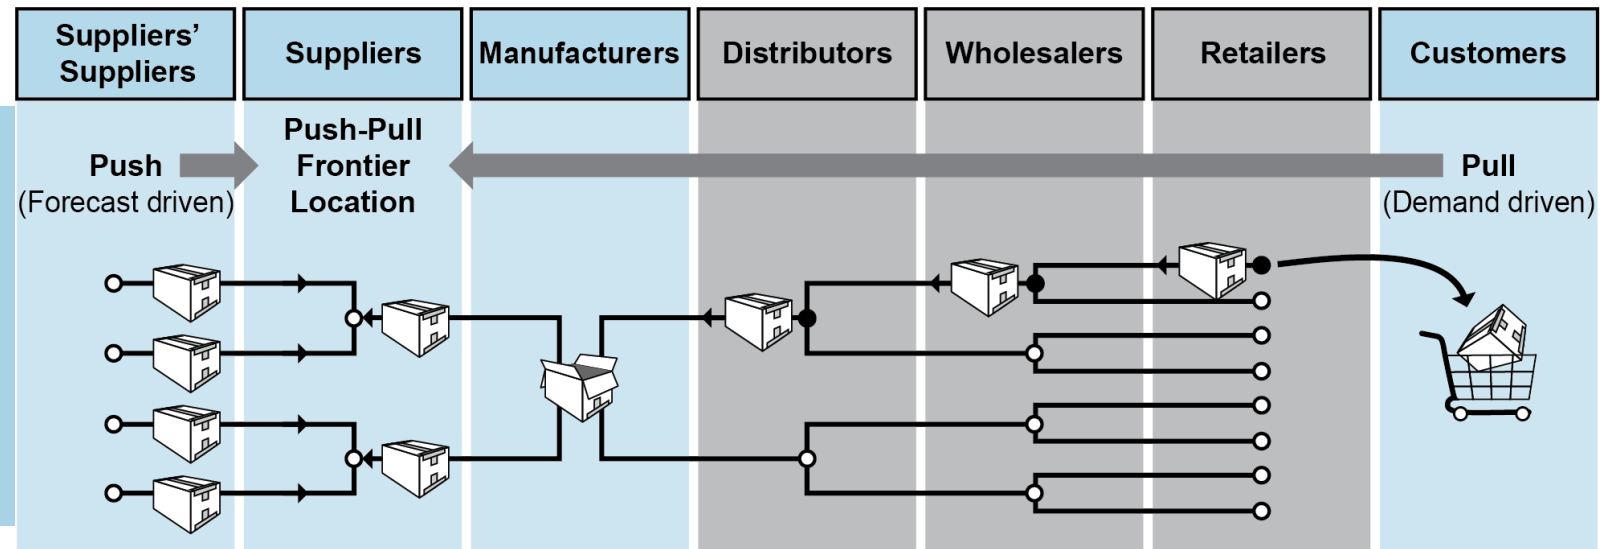 Suppliers’
Suppliers
Suppliers
Manufacturers
Distributors
Wholesalers
Retailers
Customers
Push
(Forecast driven)
Push-Pull
Frontier
Location
Pull
(Demand driven)